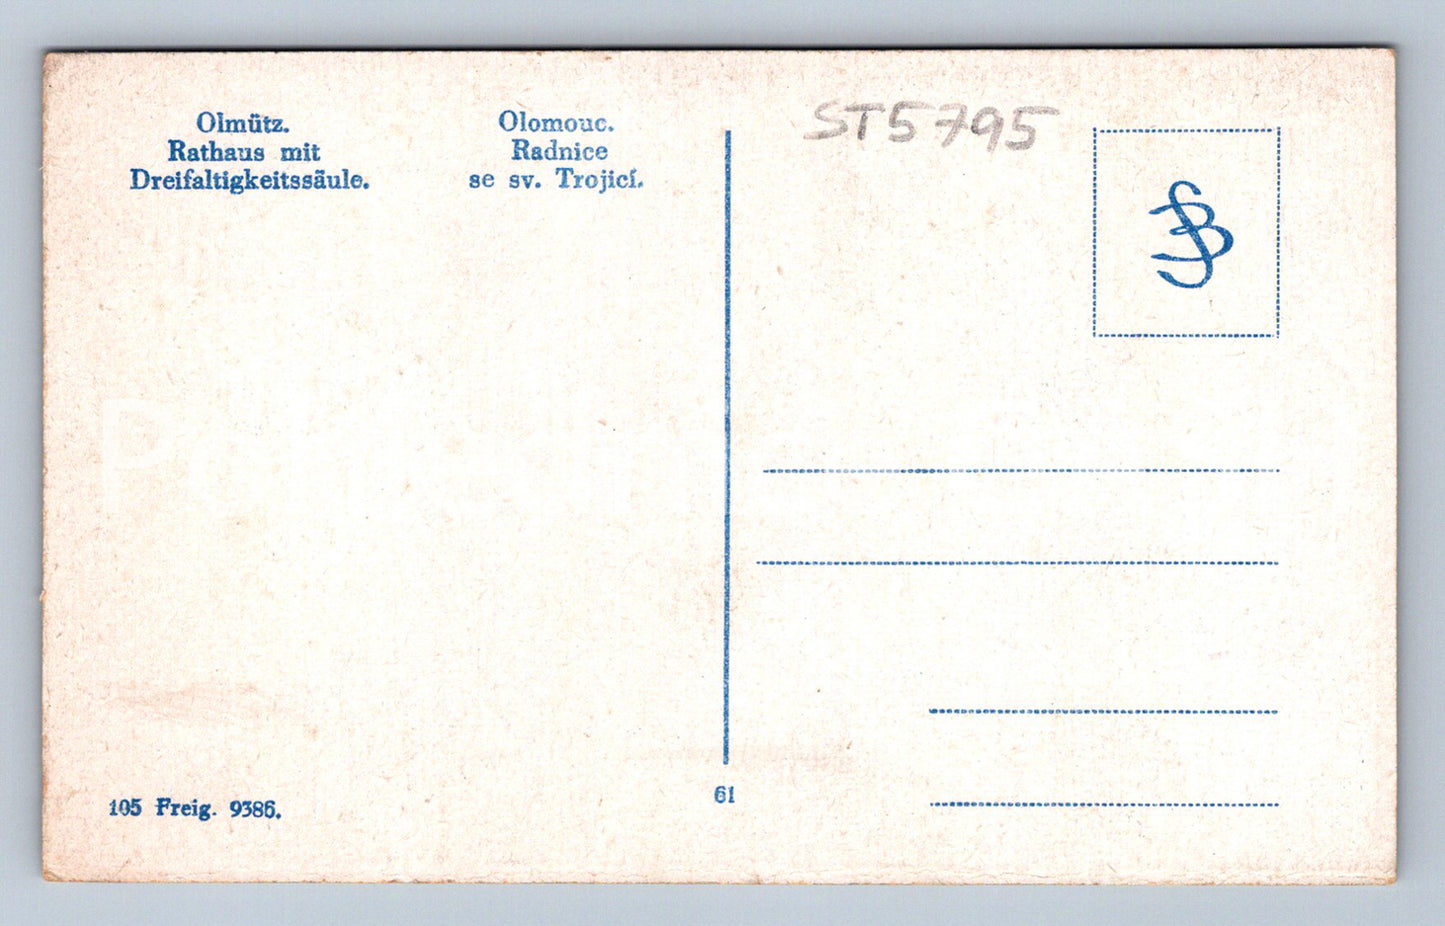 Olmütz.
Rathaus mit
Dreifaltigkeitssäule.
Olomouc.
Radnice
se sv. Trojicí.
ST5795
105 Freig. 9386.
61